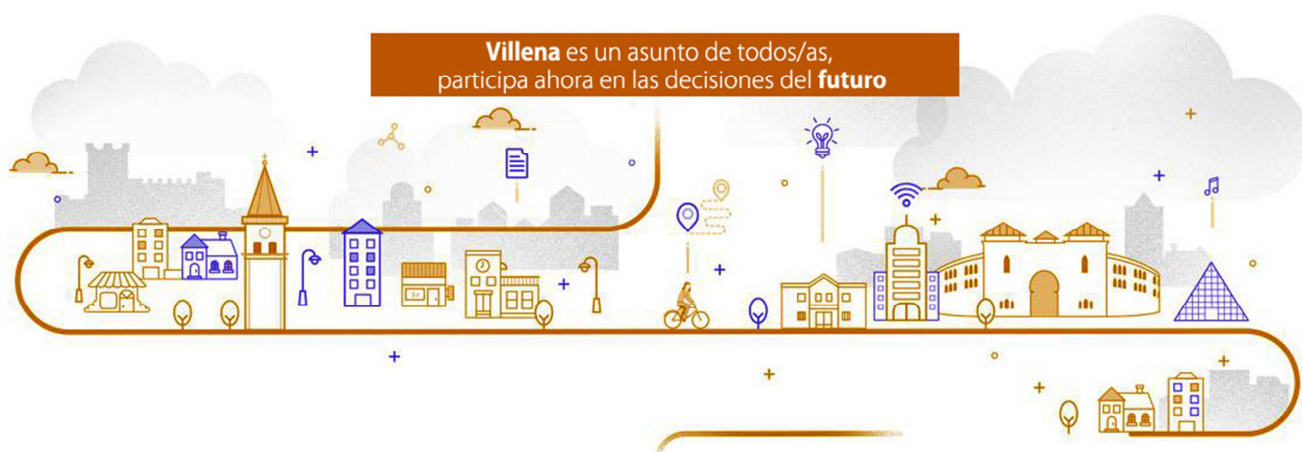 Villena es un asunto de todos/as,
participa ahora en las decisiones del futuro